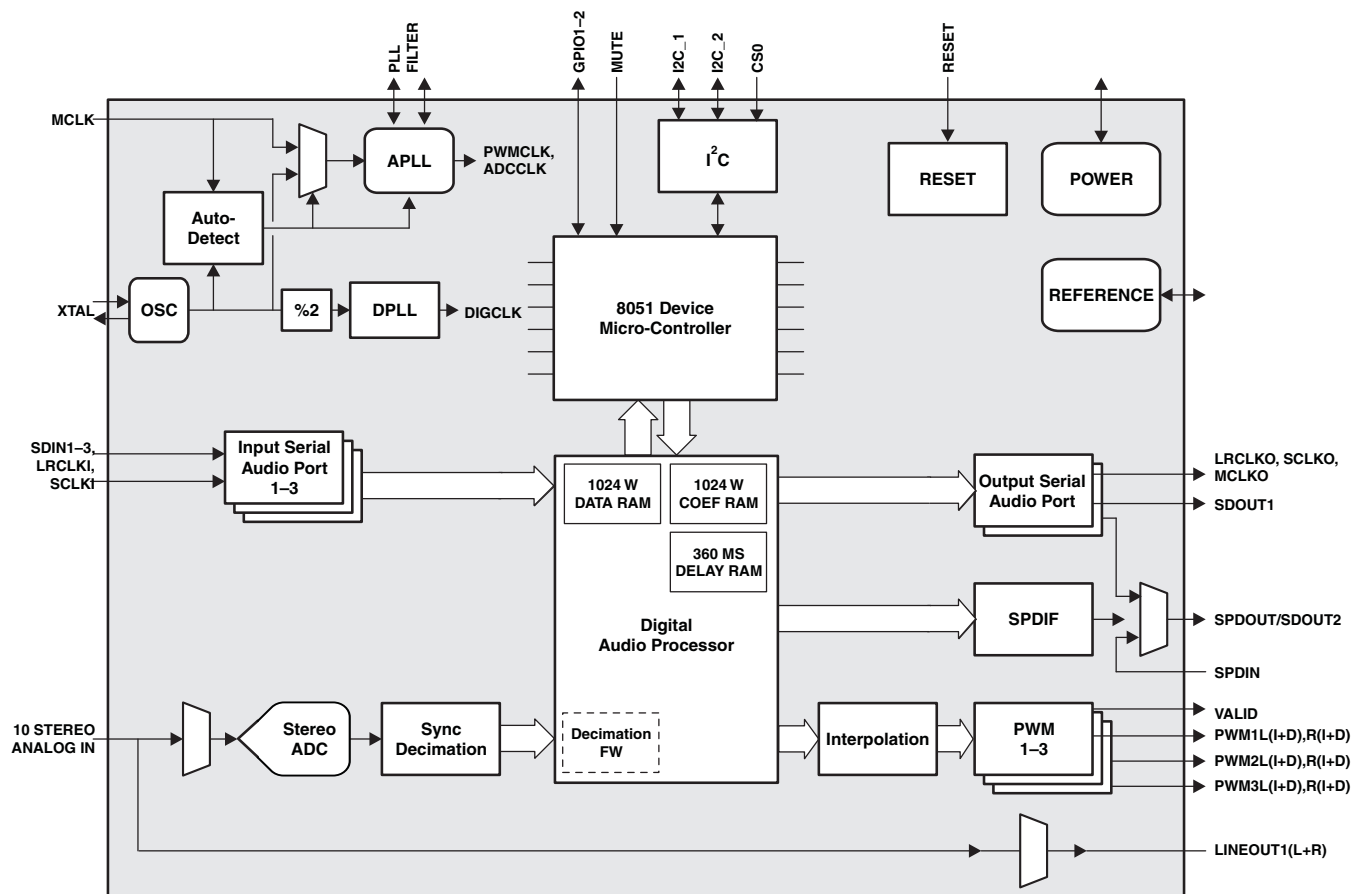 PLL
FILTER
GPIO1–2
MUTE
I2C_1
I2C_2
CS0
RESET
MCLK
APLL
PWMCLK,
ADCCLK
I2C
RESET
POWER
Auto-
Detect
XTAL
OSC
%2
DPLL
DIGCLK
8051 Device
Micro-Controller
REFERENCE
SDIN1–3,
LRCLKI,
SCLKI
Input Serial
Audio Port
1–3
1024 W
DATA RAM
1024 W
COEF RAM
360 MS
DELAY RAM
Digital
Audio Processor
Output Serial
Audio Port
LRCLKO, SCLKO,
MCLKO
SDOUT1
SPDIF
SPDOUT/SDOUT2
SPDIN
10 STEREO
ANALOG IN
Stereo
ADC
Sync
Decimation
Decimation
FW
Interpolation
PWM
1–3
VALID
PWM1L(I+D),R(I+D)
PWM2L(I+D),R(I+D)
PWM3L(I+D),R(I+D)
LINEOUT1(L+R)